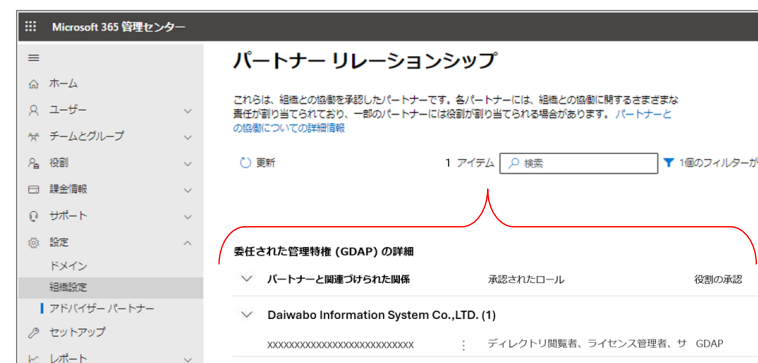 Microsoft 365 管理センター
ホーム
ユーザー
チームとグループ
役割
課金情報
サポート
設定
ドメイン
組織設定
アドバイザー パートナー
セットアップ
レポート
パートナー リレーションシップ
これらは、組織との協働を承認したパートナーです。各パートナーには、組織との協働に関するさまざまな
責任が割り当てられており、一部のパートナーには役割が割り当てられる場合があります。 パートナーと
の協働についての詳細情報
更新
1 アイテム
検索
1個のフィルターが
委任された管理特権 (GDAP) の詳細
パートナーと関連づけられた関係 承認されたロール 役割の承認
Daiwabo Information System Co.,LTD. (1)
xxxxxxxxxxxxxxxxxxxxxxxxxxx ディレクトリ閲覧者、ライセンス管理者、サ GDAP